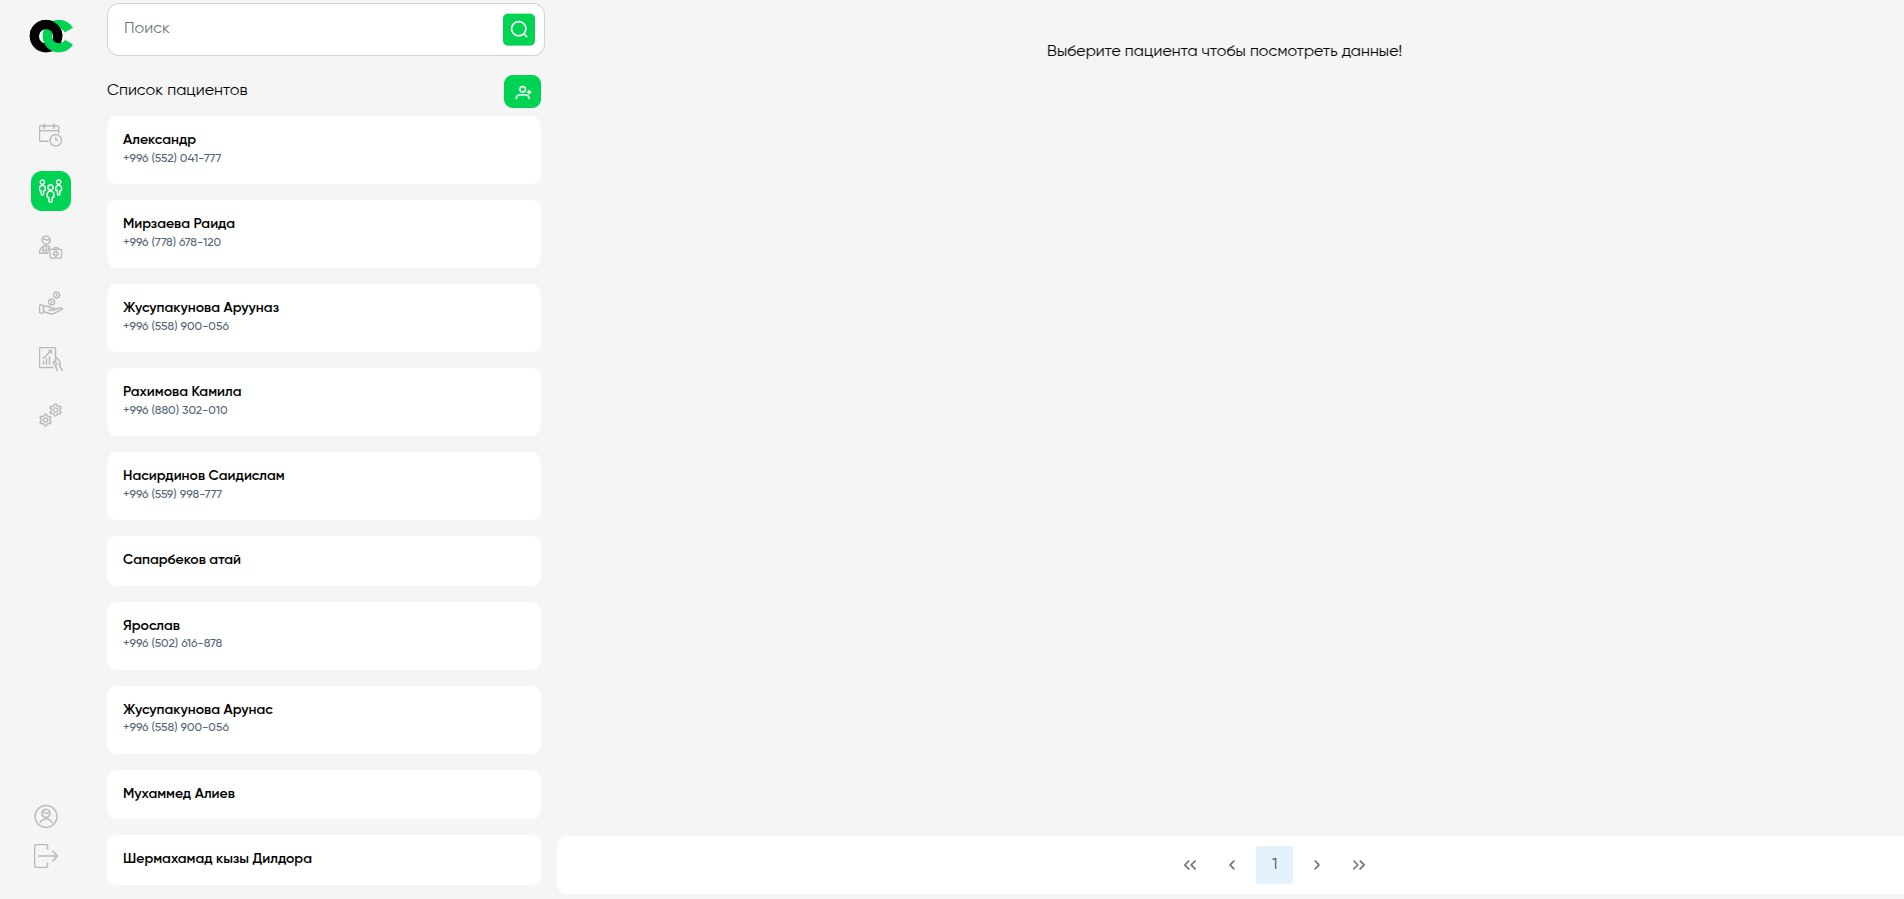 Поиск
Выберите пациента чтобы посмотреть данные!
Список пациентов
Александр
+996 (552) 041-777
Мирзаева Раида
+996 (778) 678-120
Жусупакунова Арууназ
+996 (558) 900-056
Рахимова Камила
+996 (880) 302-010
Насирдинов Саидислам
+996 (559) 998-777
Сапарбеков атай
Ярослав
+996 (502) 616-878
Жусупакунова Арунас
+996 (558) 900-056
Мухаммед Алиев
Шермахамад кызы Дилдора
1